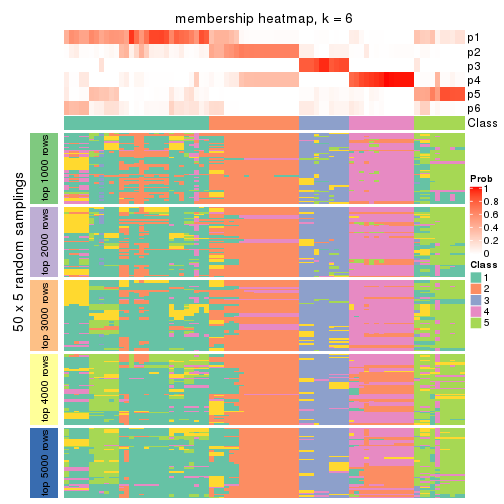 membership heatmap, k = 6
p1
p2
p3
p4
p5
p6
Class
50 x 5 random samplings
top 1000 rows
top 2000 rows
top 3000 rows
top 4000 rows
top 5000 rows
Prob
1
0.8
0.6
0.4
0.2
0
Class
1
2
3
4
5